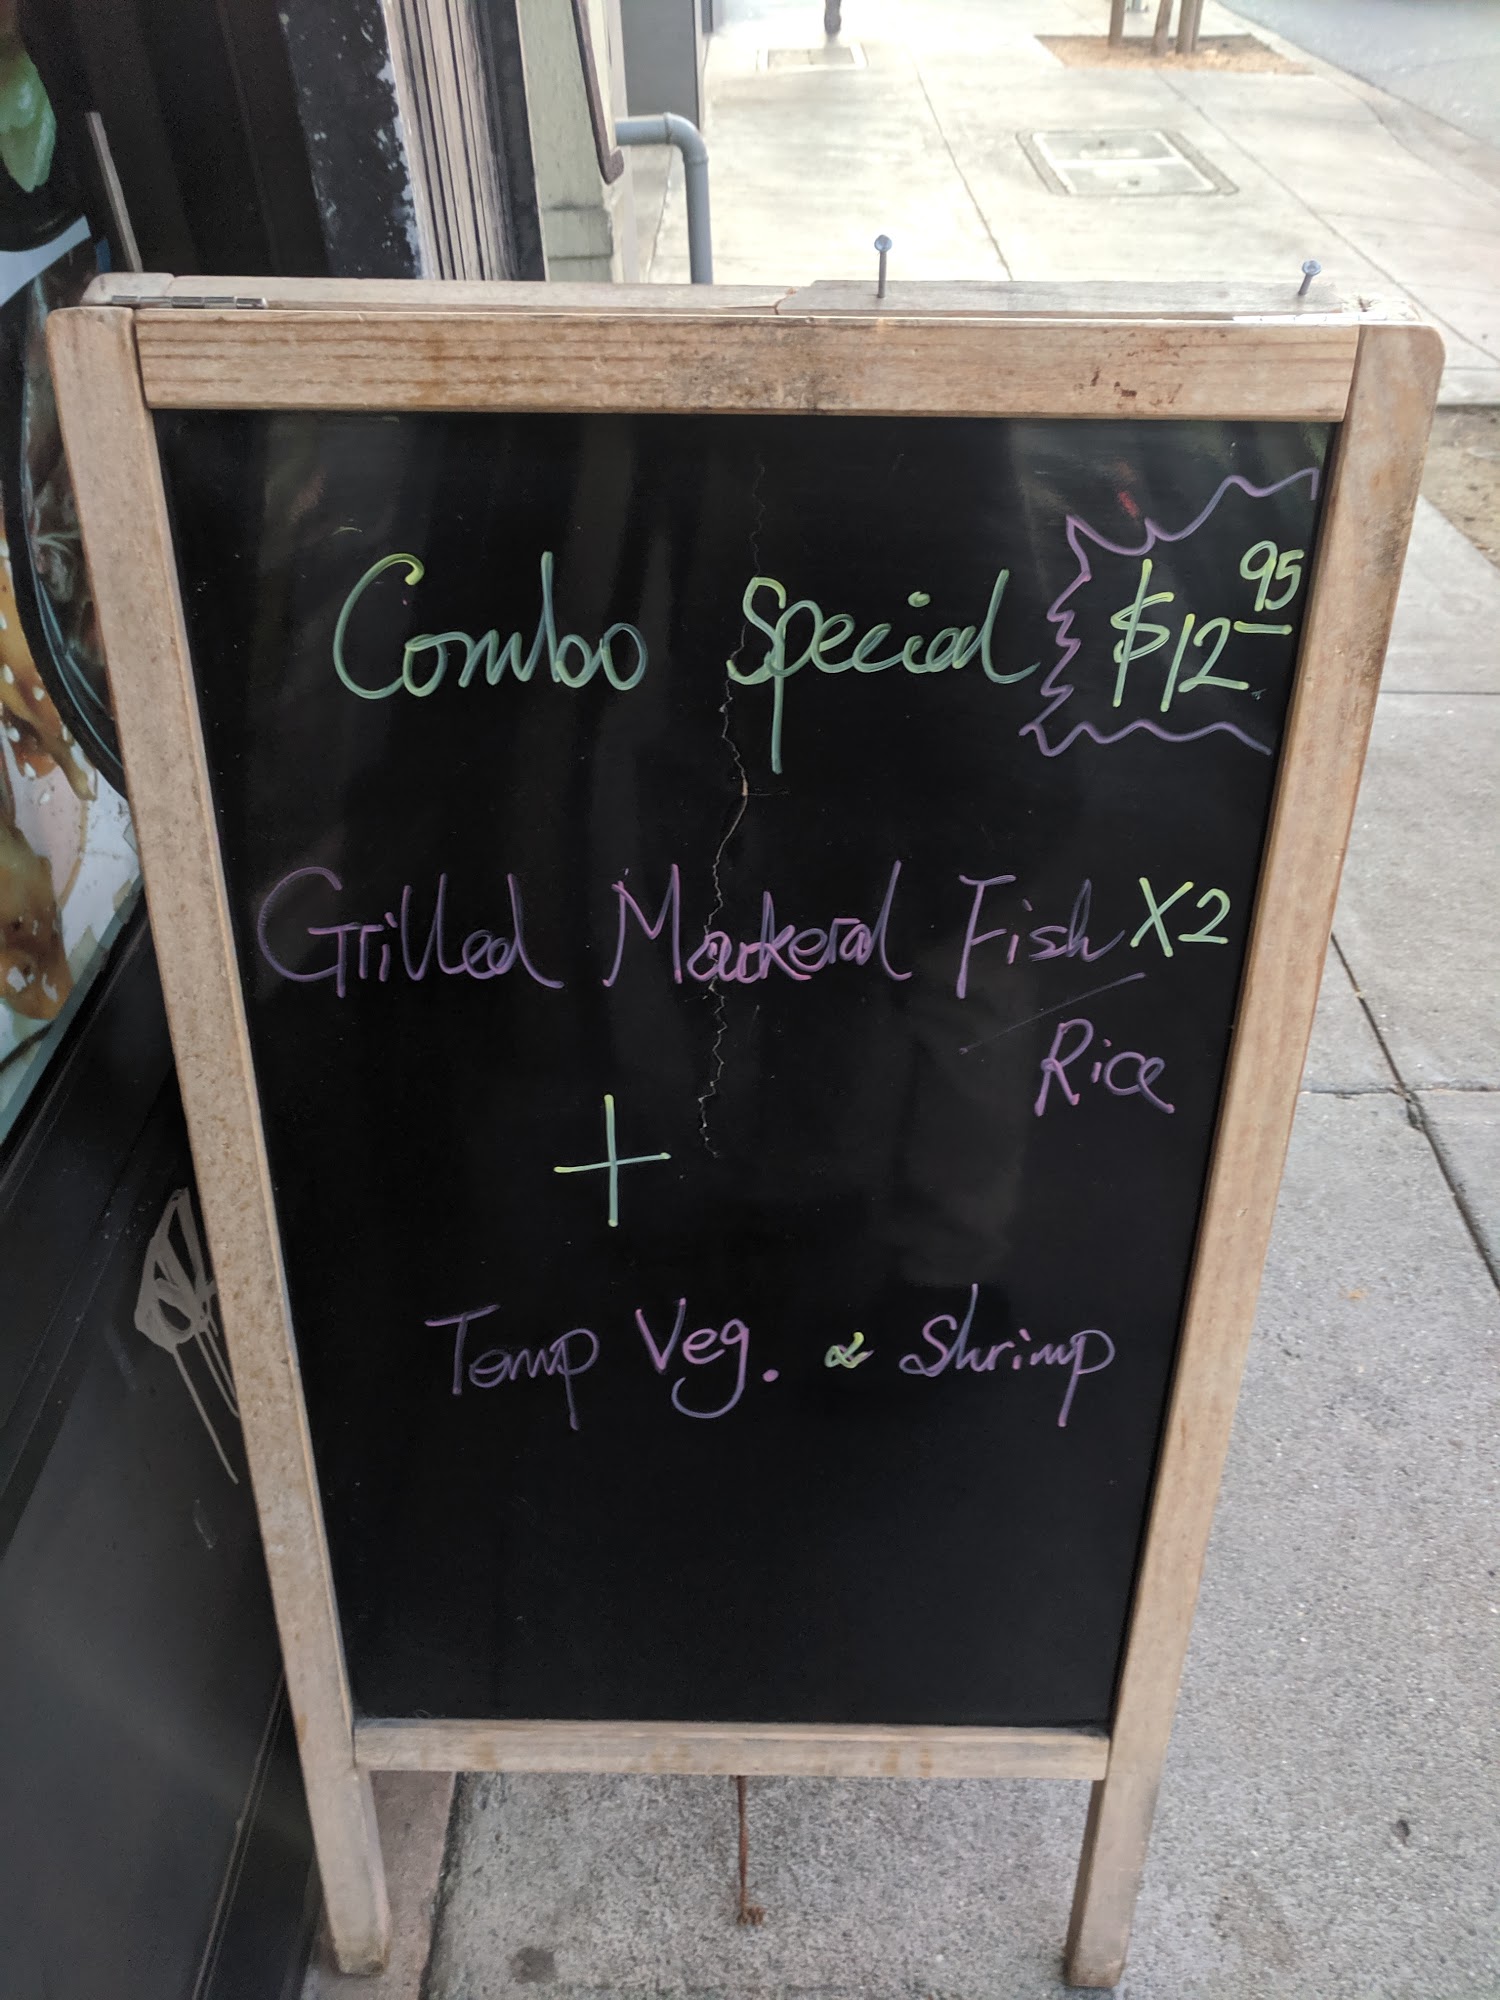 Combo Special $12.95
Grilled Mackeral Fish X2
Rice
+
Temp Veg. & Shrimp